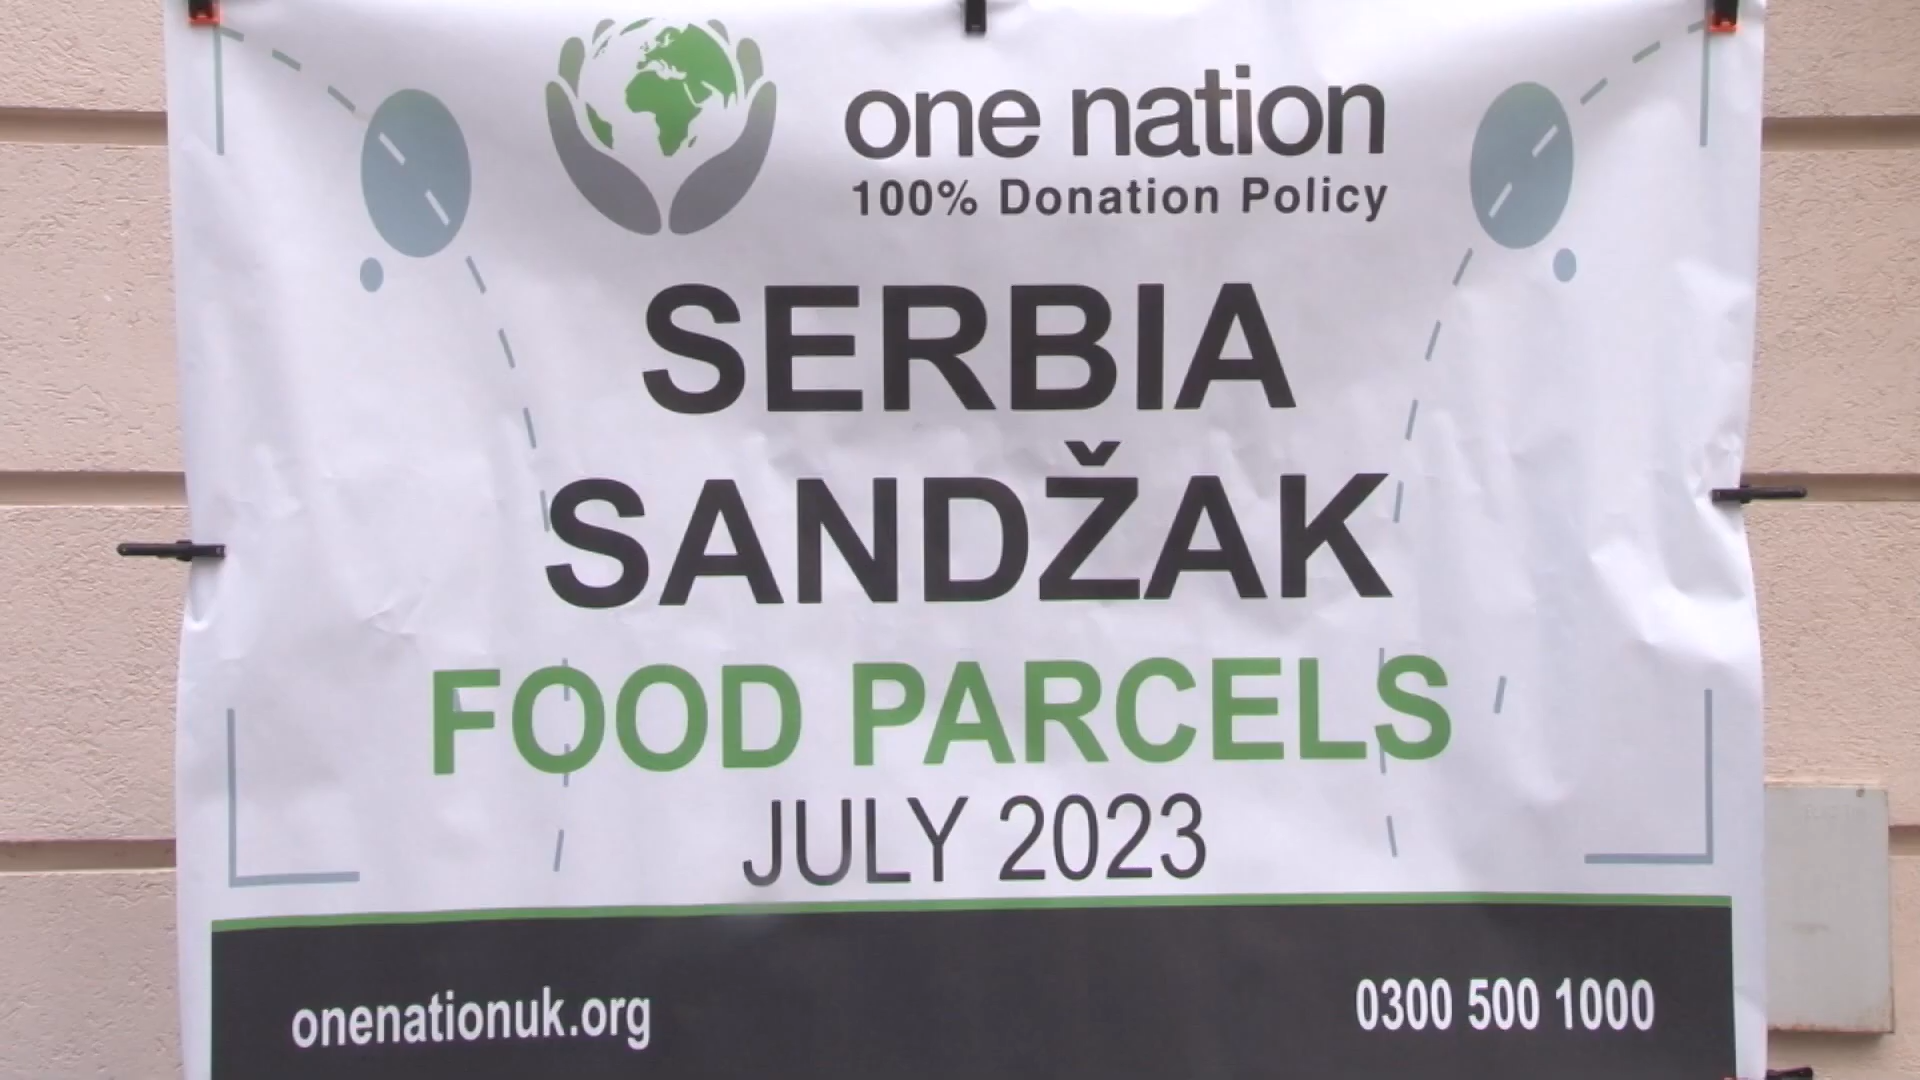 one nation
100% Donation Policy
SERBIA
SANDŽAK
FOOD PARCELS
JULY 2023
onenationuk.org
0300 500 1000